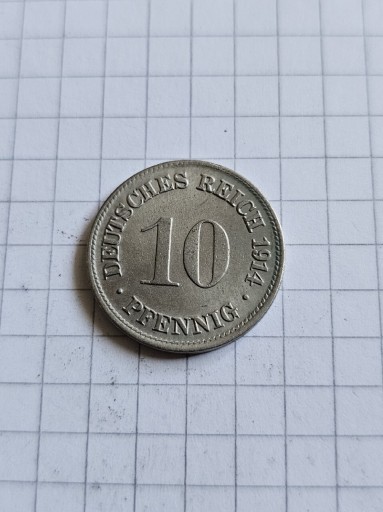 DEUTSCHES REICH 1914
10
• PFENNIG •